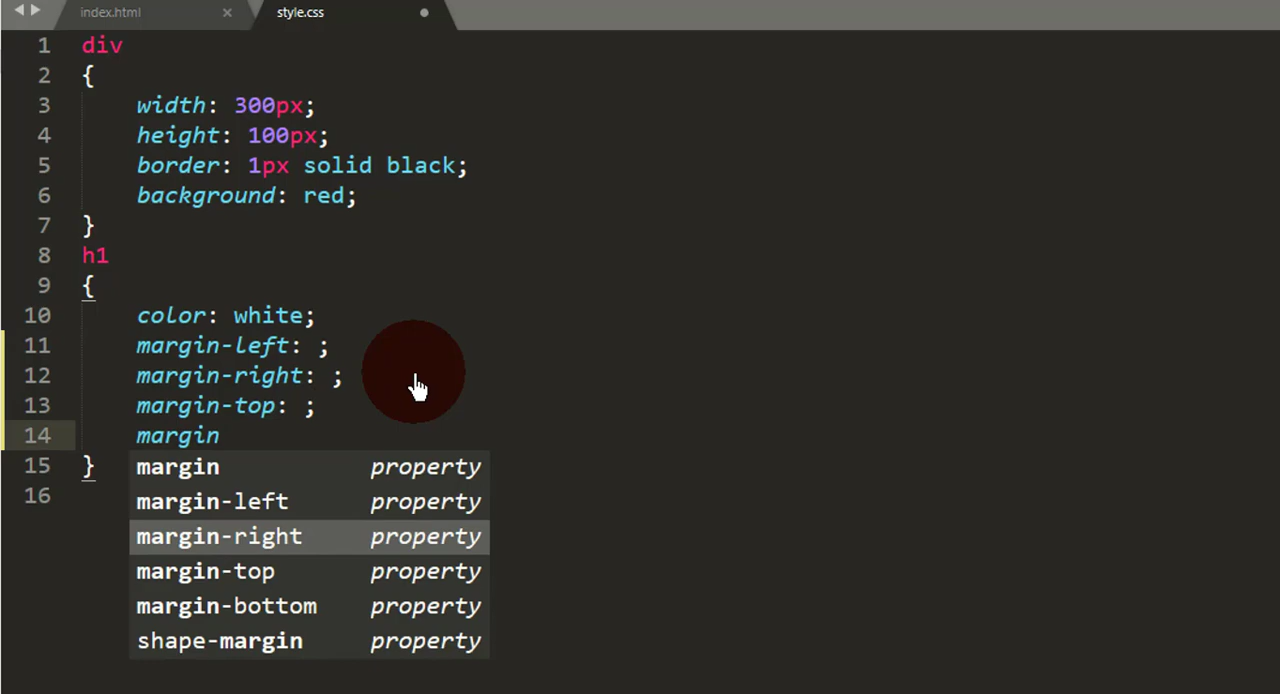 index.html × style.css
1 div
2 {
3 width: 300px;
4 height: 100px;
5 border: 1px solid black;
6 background: red;
7 }
8 h1
9 {
10 color: white;
11 margin-left: ;
12 margin-right: ;
13 margin-top: ;
14 margin
15 }
margin property
16
margin-left property
margin-right property
margin-top property
margin-bottom property
shape-margin property